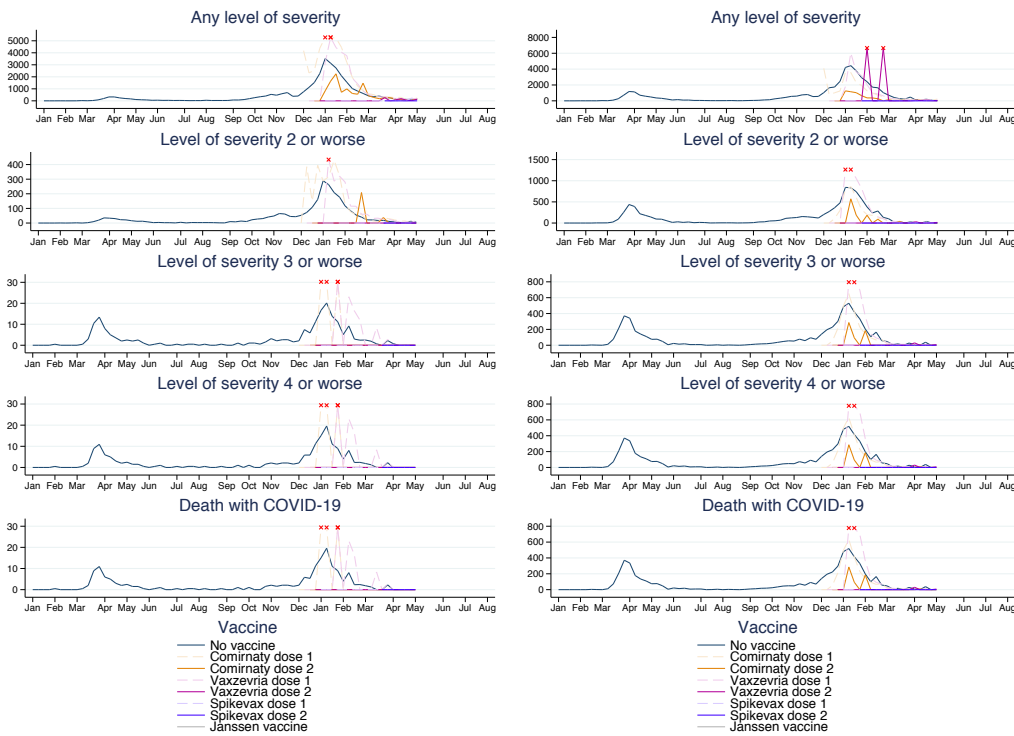 Any level of severity
5000
4000
3000
2000
1000
0
Jan Feb Mar Apr May Jun Jul Aug Sep Oct Nov Dec Jan Feb Mar Apr May Jun Jul Aug
Level of severity 2 or worse
400
300
200
100
0
Jan Feb Mar Apr May Jun Jul Aug Sep Oct Nov Dec Jan Feb Mar Apr May Jun Jul Aug
Level of severity 3 or worse
30
20
10
0
Jan Feb Mar Apr May Jun Jul Aug Sep Oct Nov Dec Jan Feb Mar Apr May Jun Jul Aug
Level of severity 4 or worse
30
20
10
0
Jan Feb Mar Apr May Jun Jul Aug Sep Oct Nov Dec Jan Feb Mar Apr May Jun Jul Aug
Death with COVID-19
30
20
10
0
Jan Feb Mar Apr May Jun Jul Aug Sep Oct Nov Dec Jan Feb Mar Apr May Jun Jul Aug
Vaccine
No vaccine
Comirnaty dose 1
Comirnaty dose 2
Vaxzevria dose 1
Vaxzevria dose 2
Spikevax dose 1
Spikevax dose 2
Janssen vaccine
Any level of severity
8000
6000
4000
2000
0
Jan Feb Mar Apr May Jun Jul Aug Sep Oct Nov Dec Jan Feb Mar Apr May Jun Jul Aug
Level of severity 2 or worse
1500
1000
500
0
Jan Feb Mar Apr May Jun Jul Aug Sep Oct Nov Dec Jan Feb Mar Apr May Jun Jul Aug
Level of severity 3 or worse
800
600
400
200
0
Jan Feb Mar Apr May Jun Jul Aug Sep Oct Nov Dec Jan Feb Mar Apr May Jun Jul Aug
Level of severity 4 or worse
800
600
400
200
0
Jan Feb Mar Apr May Jun Jul Aug Sep Oct Nov Dec Jan Feb Mar Apr May Jun Jul Aug
Death with COVID-19
800
600
400
200
0
Jan Feb Mar Apr May Jun Jul Aug Sep Oct Nov Dec Jan Feb Mar Apr May Jun Jul Aug
Vaccine
No vaccine
Comirnaty dose 1
Comirnaty dose 2
Vaxzevria dose 1
Vaxzevria dose 2
Spikevax dose 1
Spikevax dose 2
Janssen vaccine